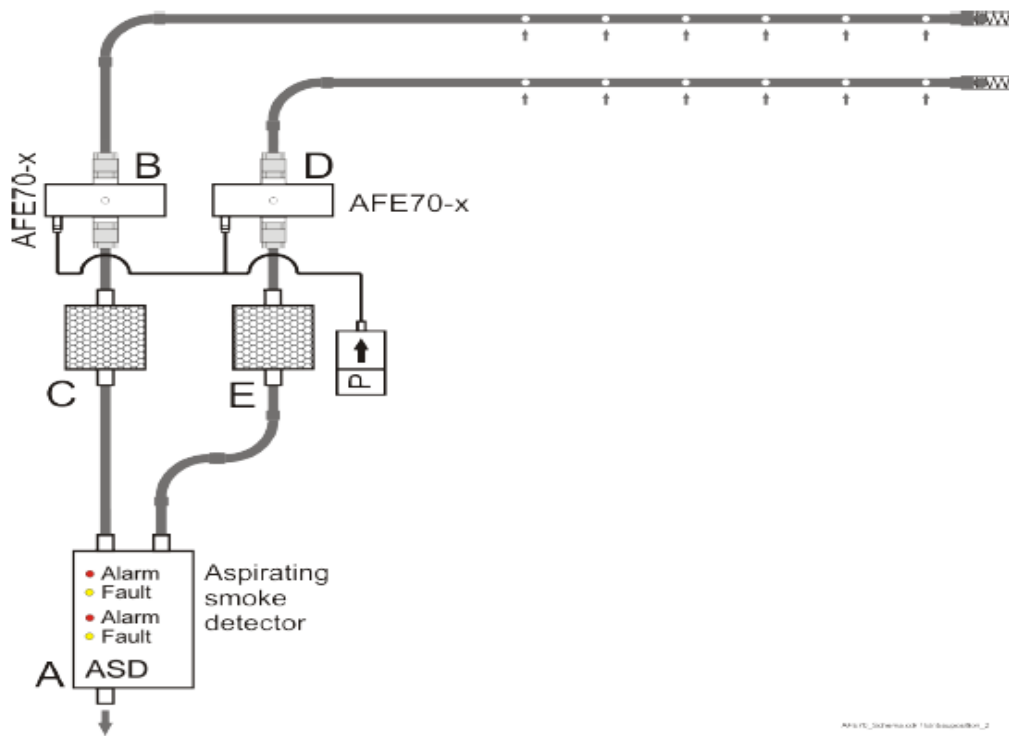 B
D
AFE70-x
AFE70-x
C
E
P
Alarm
Fault
Alarm
Fault
ASD
A
Aspirating
smoke
detector